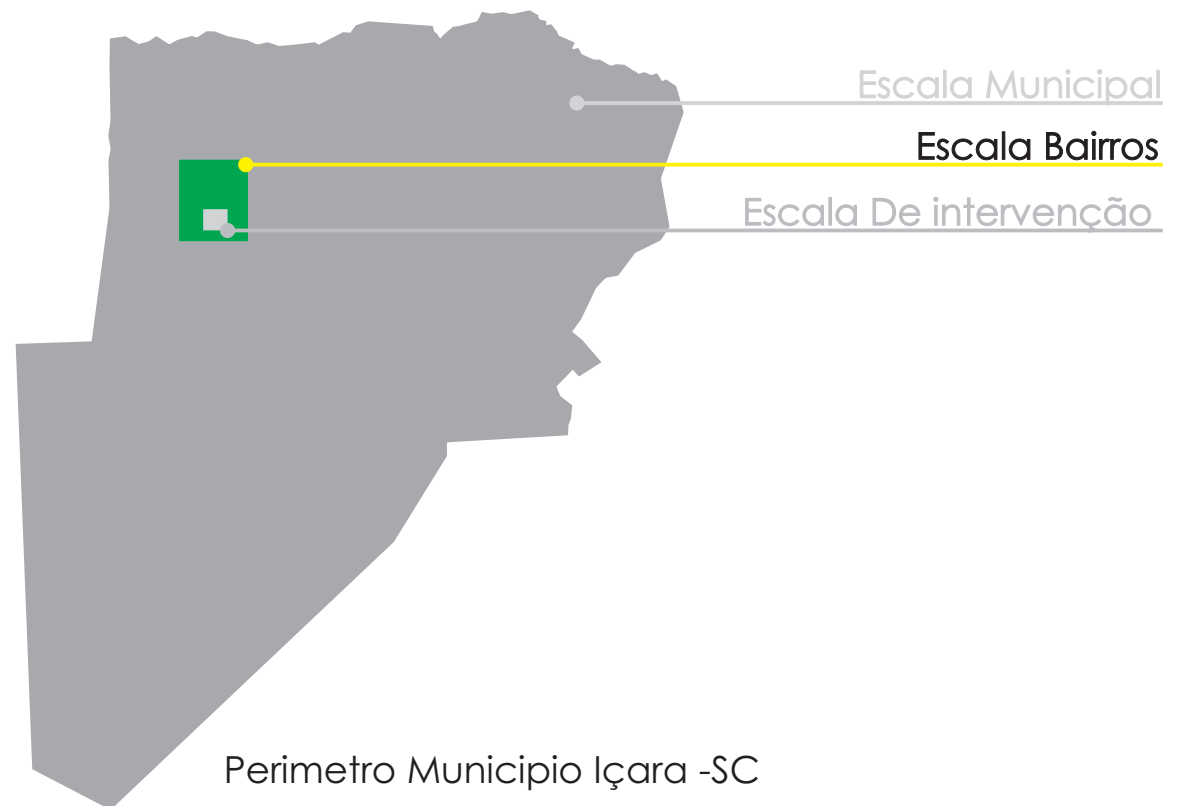 Escala Municipal
Escala Bairros
Escala De intervenção
Perimetro Municipio Içara -SC